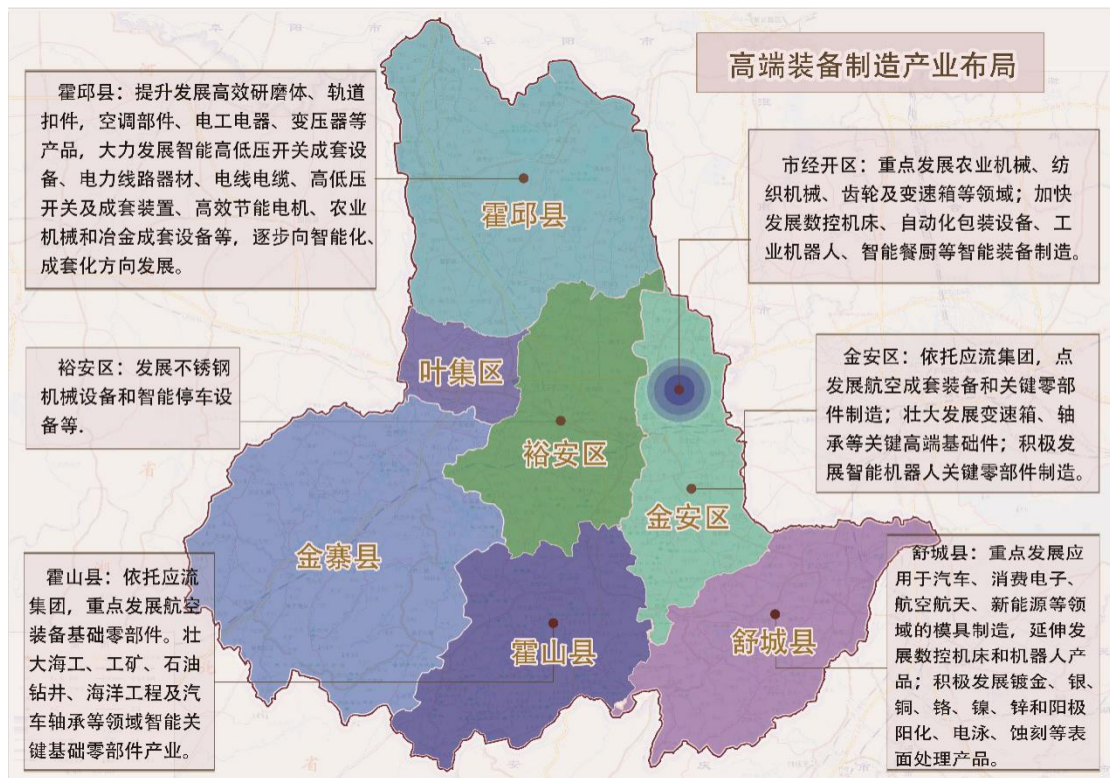 高端装备制造产业布局
霍邱县：提升发展高效研磨体、轨道
扣件，空调部件、电工电器、变压器等
产品，大力发展智能高低压开关成套设
备、电力线路器材、电线电缆、高低压
开关及成套装置、高效节能电机、农业
机械和冶金成套设备等，逐步向智能化、
成套化方向发展。
市经开区：重点发展农业机械、纺
织机械、齿轮及变速箱等领域；加快
发展数控机床、自动化包装设备、工
业机器人、智能餐厨等智能装备制造。
霍邱县
裕安区：发展不锈钢
机械设备和智能停车设
备等.
叶集区
裕安区
金安区：依托应流集团，点
发展航空成套装备和关键零部
件制造；壮大发展变速箱、轴
承等关键高端基础件；积极发
展智能机器人关键零部件制造。
金安区
金寨县
霍山县：依托应流
集团，重点发展航空
装备基础零部件。壮
大海工、工矿、石油
钻井、海洋工程及汽
车轴承等领域智能关
键基础零部件产业。
霍山县
舒城县
舒城县：重点发展应
用于汽车、消费电子、
航空航天、新能源等领
域的模具制造，延伸发
展数控机床和机器人产
品；积极发展镀金、银、
铜、铬、镍、锌和阳极
阳化、电泳、蚀刻等表
面处理产品。